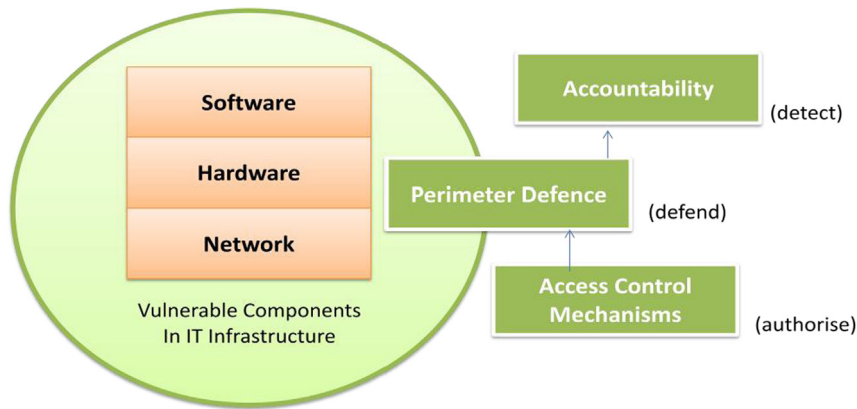 Software
Hardware
Network
Vulnerable Components
In IT Infrastructure
Accountability
(detect)
Perimeter Defence
(defend)
Access Control
Mechanisms
(authorise)